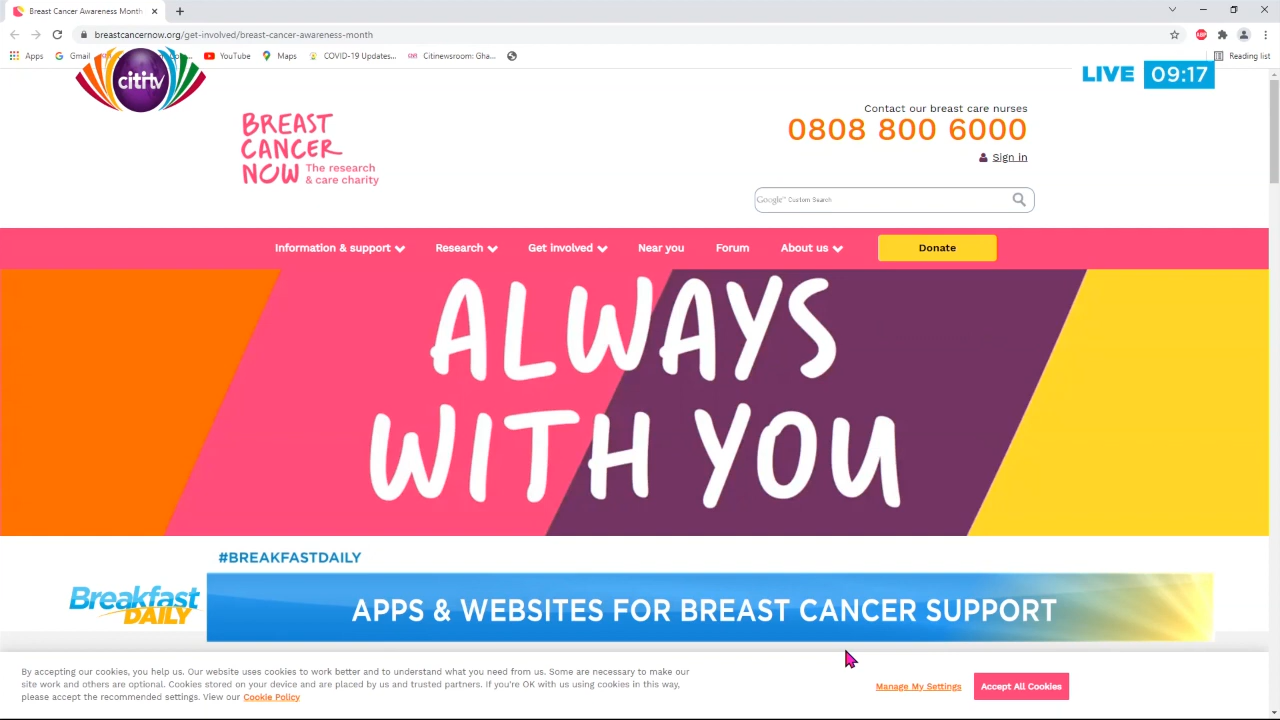 Breast Cancer Awareness Month
breastcancernow.org/get-involved/breast-cancer-awareness-month
Apps
Gmail
YouTube
Maps
COVID-19 Updates...
Citinewsroom: Gha...
Reading list
citi tv
LIVE 09:17
BREAST
CANCER
NOW The research
& care charity
Contact our breast care nurses
0808 800 6000
Sign in
Google™ Custom Search
Information & support
Research
Get involved
Near you
Forum
About us
Donate
ALWAYS
WITH YOU
#BREAKFASTDAILY
Breakfast
DAILY
APPS & WEBSITES FOR BREAST CANCER SUPPORT
By accepting our cookies, you help us. Our website uses cookies to work better and to understand what you need from us. Some are necessary to make our
site work and others are optional. Cookies stored on your device and are placed by us and trusted partners. If you're OK with us using cookies in this way,
please accept the recommended settings. View our Cookie Policy
Manage My Settings
Accept All Cookies